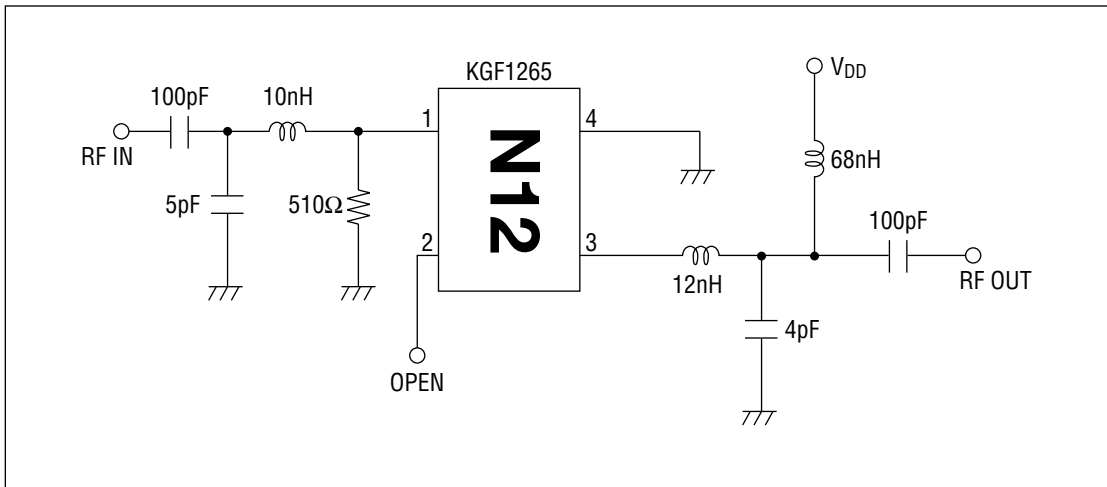 KGF1265
VDD
100pF
10nH
1
4
RF IN
68nH
5pF
510Ω
N12
100pF
2
3
12nH
RF OUT
4pF
OPEN